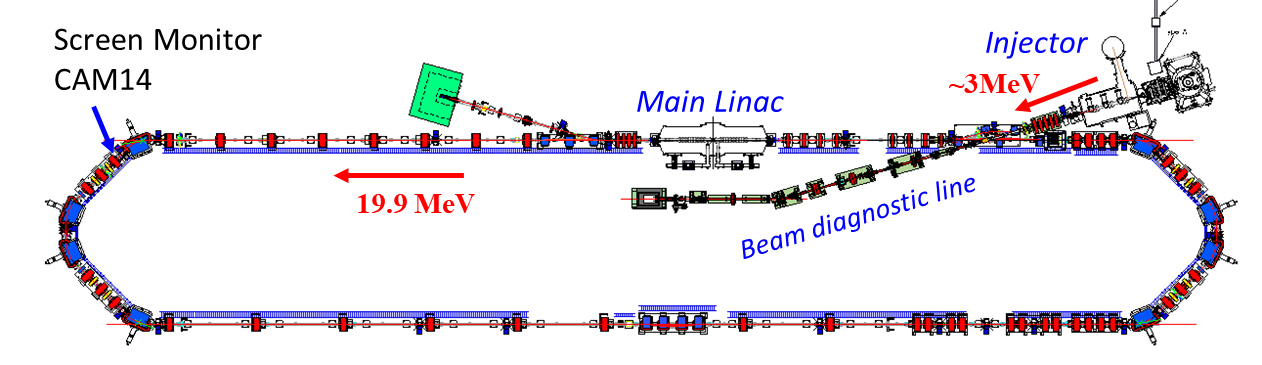 Screen Monitor
CAM14
Injector
~3MeV
Main Linac
19.9 MeV
Beam diagnostic line